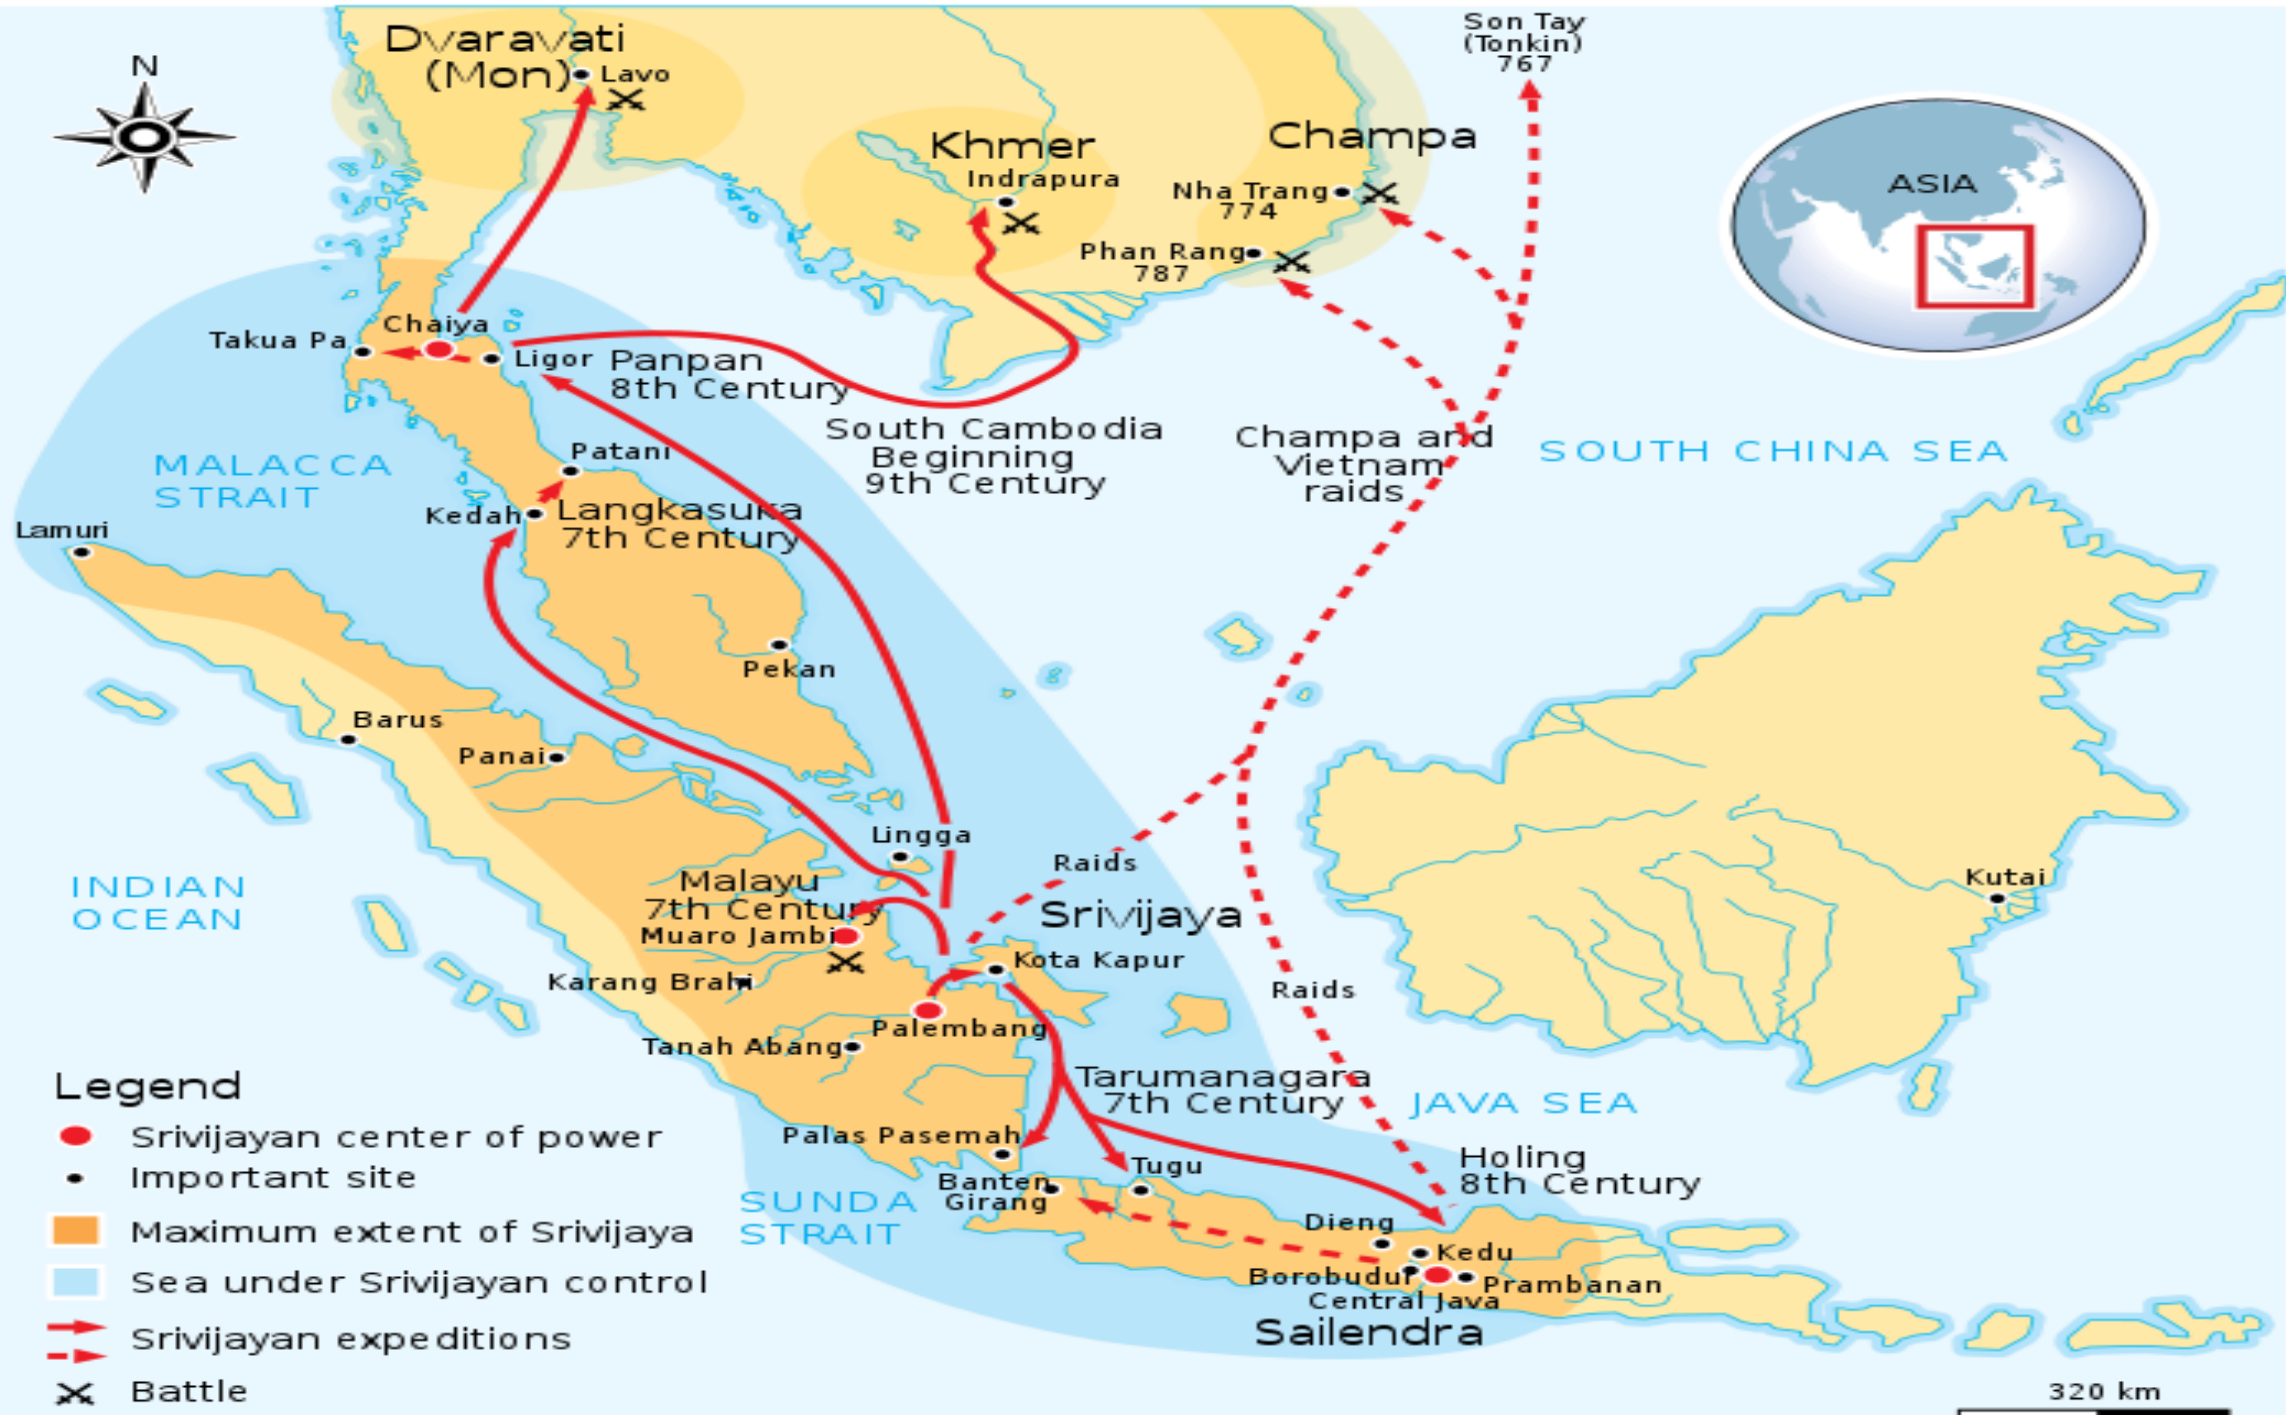 Dvaravati
(Mon)
Lavo
N
Son Tay
(Tonkin)
767
Khmer
Indrapura
Champa
Nha Trang
774
Phan Rang
787
ASIA
Chaiya
Takua Pa
Ligor
Panpan
8th Century
South Cambodia
Beginning
9th Century
Champa and
Vietnam
raids
SOUTH CHINA SEA
MALACCA
STRAIT
Patani
Kedah
Langkasuka
7th Century
Lamuri
Pekan
Barus
Panai
Lingga
Raids
INDIAN
OCEAN
Malayu
7th Century
Muaro Jambi
Srivijaya
Kota Kapur
Kutai
Karang Brahi
Raids
Palembang
Tanah Abang
Tarumanagara
7th Century
JAVA SEA
Palas Pasemah
Tugu
Holing
8th Century
Banten
Girang
SUNDA
STRAIT
Dieng
Kedu
Borobudur
Prambanan
Central Java
Sailendra
Legend
Srivijayan center of power
Important site
Maximum extent of Srivijaya
Sea under Srivijayan control
Srivijayan expeditions
Battle
320 km